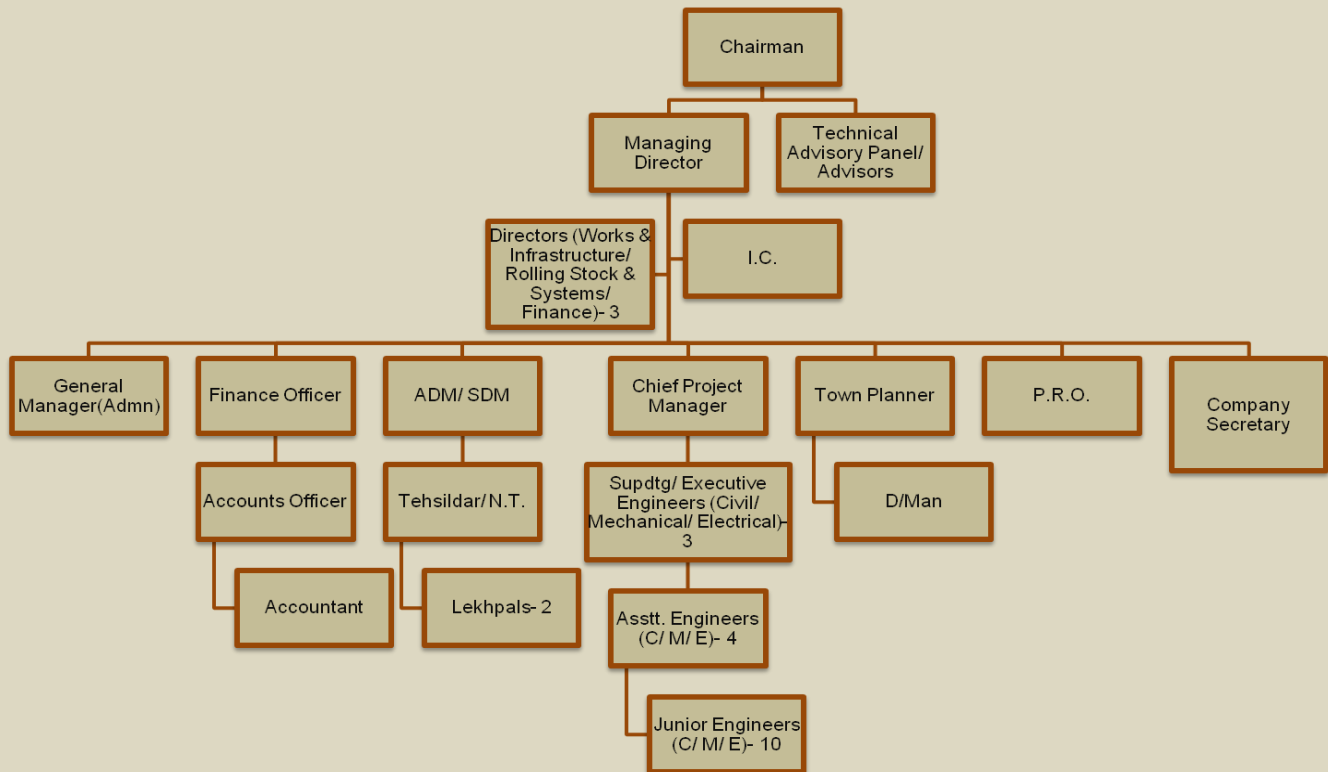 Chairman
Managing
Director
Technical
Advisory Panel/
Advisors
Directors (Works &
Infrastructure/
Rolling Stock &
Systems/
Finance)- 3
I.C.
General
Manager(Admn)
Finance Officer
ADM/ SDM
Chief Project
Manager
Town Planner
P.R.O.
Company
Secretary
Accounts Officer
Tehsildar/ N.T.
Supdtg/ Executive
Engineers (Civil/
Mechanical/ Electrical)-
3
D/Man
Accountant
Lekhpals- 2
Asstt. Engineers
(C/ M/ E)- 4
Junior Engineers
(C/ M/ E)- 10